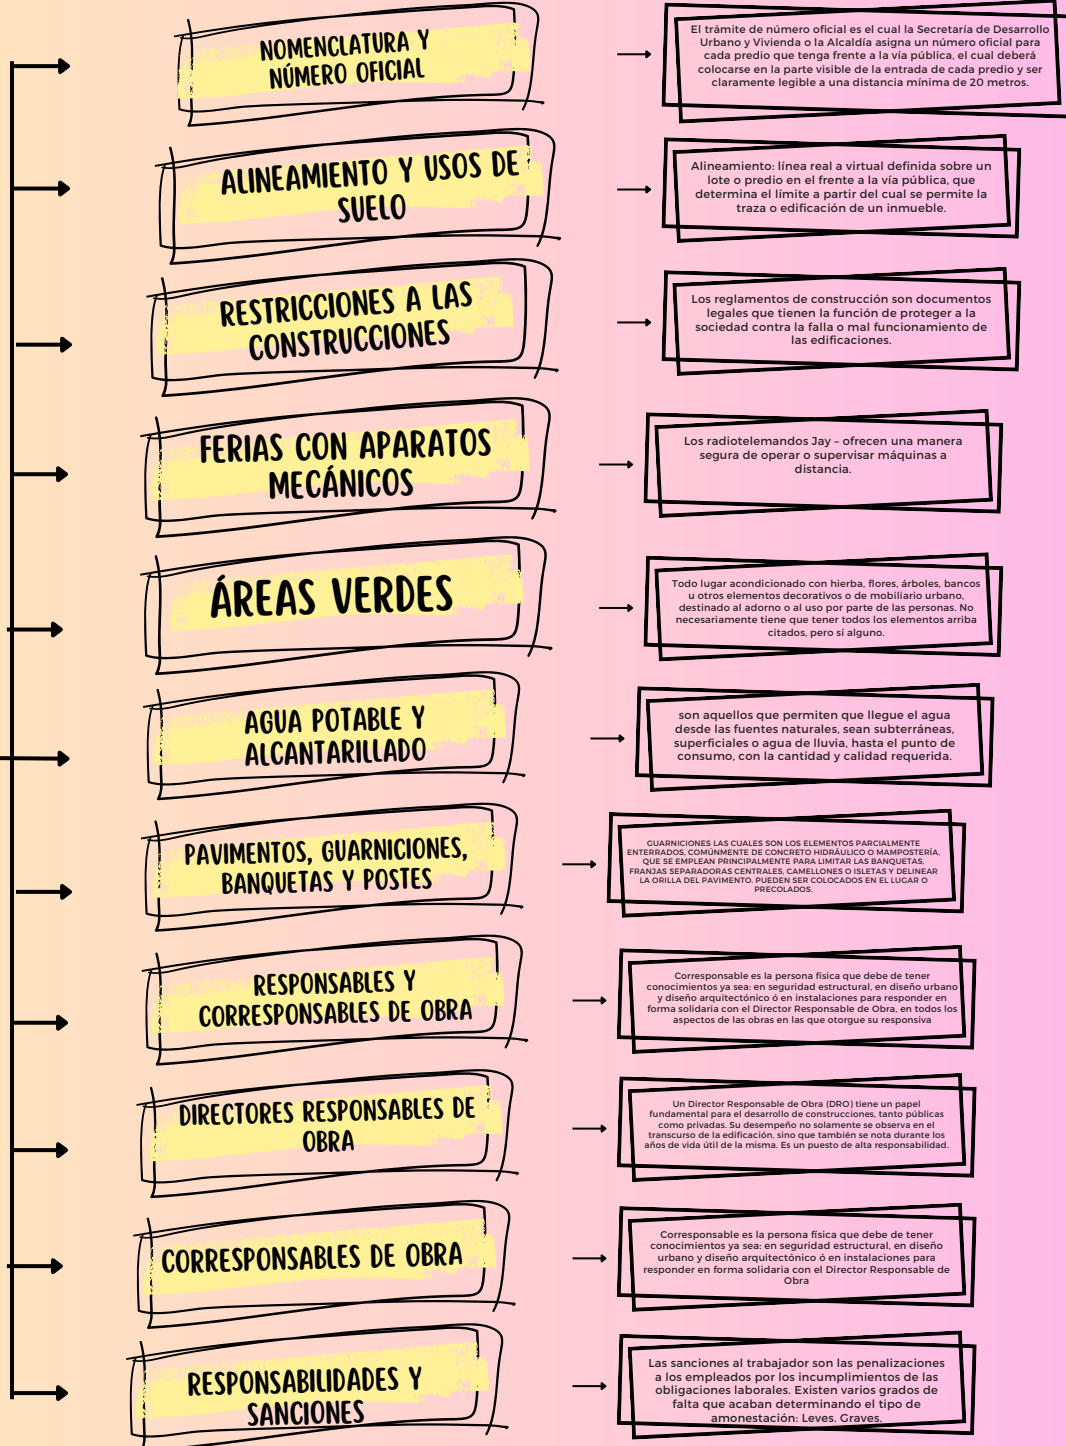 NOMENCLATURA Y
NÚMERO OFICIAL
El trámite de número oficial es el cual la Secretaría de Desarrollo
Urbano y Vivienda o la Alcaldía asigna un número oficial para
cada predio que tenga frente a la vía pública, el cual deberá
colocarse en la parte visible de la entrada de cada predio y ser
claramente legible a una distancia mínima de 20 metros.
ALINEAMIENTO Y USOS DE
SUELO
Alineamiento: línea real a virtual definida sobre un
lote o predio en el frente a la vía pública, que
determina el límite a partir del cual se permite la
traza o edificación de un inmueble.
RESTRICCIONES A LAS
CONSTRUCCIONES
Los reglamentos de construcción son documentos
legales que tienen la función de proteger a la
sociedad contra la falla o mal funcionamiento de
las edificaciones.
FERIAS CON APARATOS
MECÁNICOS
Los radiotelemandos Jay – ofrecen una manera
segura de operar o supervisar máquinas a
distancia.
ÁREAS VERDES
Todo lugar acondicionado con hierba, flores, árboles, bancos
u otros elementos decorativos o de mobiliario urbano,
destinado al adorno o al uso por parte de las personas. No
necesariamente tiene que tener todos los elementos arriba
citados, pero sí alguno.
AGUA POTABLE Y
ALCANTARILLADO
son aquellos que permiten que llegue el agua
desde las fuentes naturales, sean subterráneas,
superficiales o agua de lluvia, hasta el punto de
consumo, con la cantidad y calidad requerida.
PAVIMENTOS, GUARNICIONES,
BANQUETAS Y POSTES
GUARNICIONES LAS CUALES SON LOS ELEMENTOS PARCIALMENTE
ENTERRADOS, COMÚNMENTE DE CONCRETO HIDRÁULICO O MAMPOSTERÍA,
QUE SE EMPLEAN PRINCIPALMENTE PARA LIMITAR LAS BANQUETAS,
FRANJAS SEPARADORAS CENTRALES, CAMELLONES O ISLETAS Y DELINEAR
LA ORILLA DEL PAVIMENTO. PUEDEN SER COLOCADOS EN EL LUGAR O
PRECOLADOS.
RESPONSABLES Y
CORRESPONSABLES DE OBRA
Corresponsable es la persona física que debe de tener
conocimientos ya sea: en seguridad estructural, en diseño urbano
y diseño arquitectónico ó en instalaciones para responder en
forma solidaria con el Director Responsable de Obra, en todos los
aspectos de las obras en las que otorgue su responsiva
DIRECTORES RESPONSABLES DE
OBRA
Un Director Responsable de Obra (DRO) tiene un papel
fundamental para el desarrollo de construcciones, tanto públicas
como privadas. Su desempeño no solamente se observa en el
transcurso de la edificación, sino que también se nota durante los
años de vida útil de la misma. Es un puesto de alta responsabilidad.
CORRESPONSABLES DE OBRA
Corresponsable es la persona física que debe de tener
conocimientos ya sea: en seguridad estructural, en diseño
urbano y diseño arquitectónico ó en instalaciones para
responder en forma solidaria con el Director Responsable de
Obra
RESPONSABILIDADES Y
SANCIONES
Las sanciones al trabajador son las penalizaciones
a los empleados por los incumplimientos de las
obligaciones laborales. Existen varios grados de
falta que acaban determinando el tipo de
amonestación: Leves. Graves.